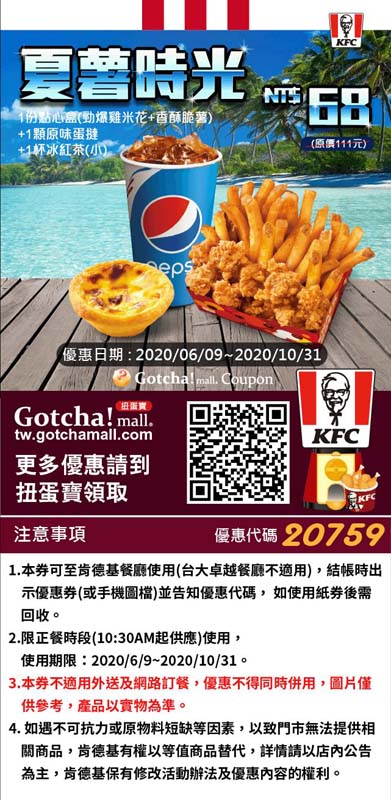 KFC
夏薯時光 NT$68
1份點心盒(勁爆雞米花+香酥脆薯)
+1顆原味蛋撻
+1杯冰紅茶(小)
(原價111元)
peps
優惠日期 : 2020/06/09~2020/10/31
Gotcha!mall. Coupon
Gotcha!mall. 扭蛋寶
tw.gotchamall.com
更多優惠請到
扭蛋寶領取
KFC
KFC
注意事項
優惠代碼 20759
1.本券可至肯德基餐廳使用(台大卓越餐廳不適用)，結帳時出
示優惠券(或手機圖檔)並告知優惠代碼， 如使用紙券後需
回收。
2.限正餐時段(10:30AM起供應)使用，
使用期限：2020/6/9~2020/10/31。
3.本券不適用外送及網路訂餐，優惠不得同時併用，圖片僅
供參考，產品以實物為準。
4. 如遇不可抗力或原物料短缺等因素，以致門市無法提供相
關商品，肯德基有權以等值商品替代，詳情請以店內公告
為主，肯德基保有修改活動辦法及優惠內容的權利。